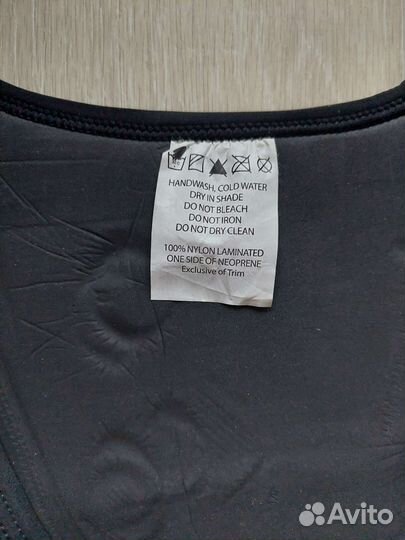 HANDWASH, COLD WATER
DRY IN SHADE
DO NOT BLEACH
DO NOT IRON
DO NOT DRY CLEAN
100% NYLON LAMINATED
ONE SIDE OF NEOPRENE
Exclusive of Trim
Avito